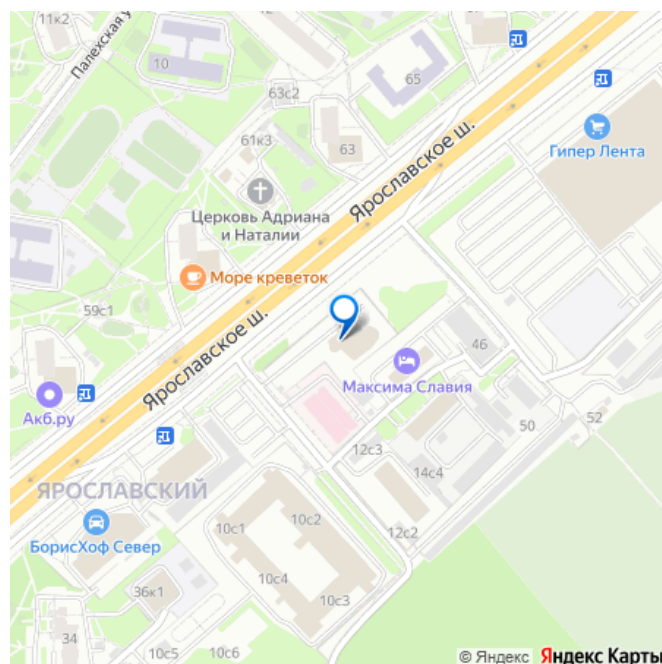 11к2
Палехская у
10
65
63с2
61к3
63
Гипер Лента
Ярославское ш.
Церковь Адриана
и Наталии
Море креветок
59с1
Ярославское ш.
46
Максима Славия
Акб.ру
52
50
12с3
14с4
ЯРОСЛАВСКИЙ
10с1
10с2
12с2
БорисХоф Север
10с4
36к1
10с3
34
10с5
10с6
© Яндекс Яндекс Карты